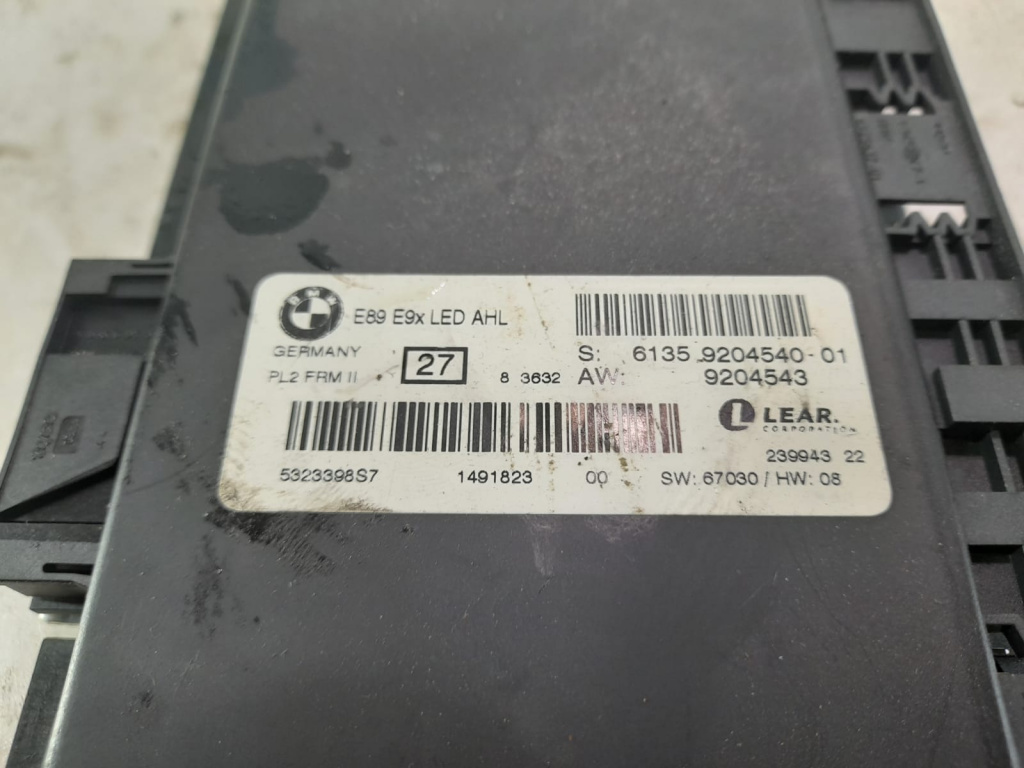 BMW
E89 E9x LED AHL
GERMANY
PL2 FRM II
27
8 3632
S: 6135 9204540-01
AW: 9204543
LEAR.
CORPORATION
239943 22
5323398S7
1491823
00
SW: 67030 / HW: 08